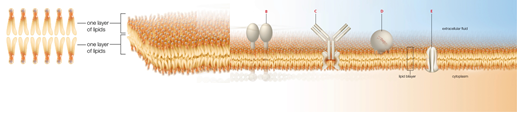 one layer
of lipids
one layer
of lipids
B
C
D
E
extracellular fluid
lipid bilayer
cytoplasm